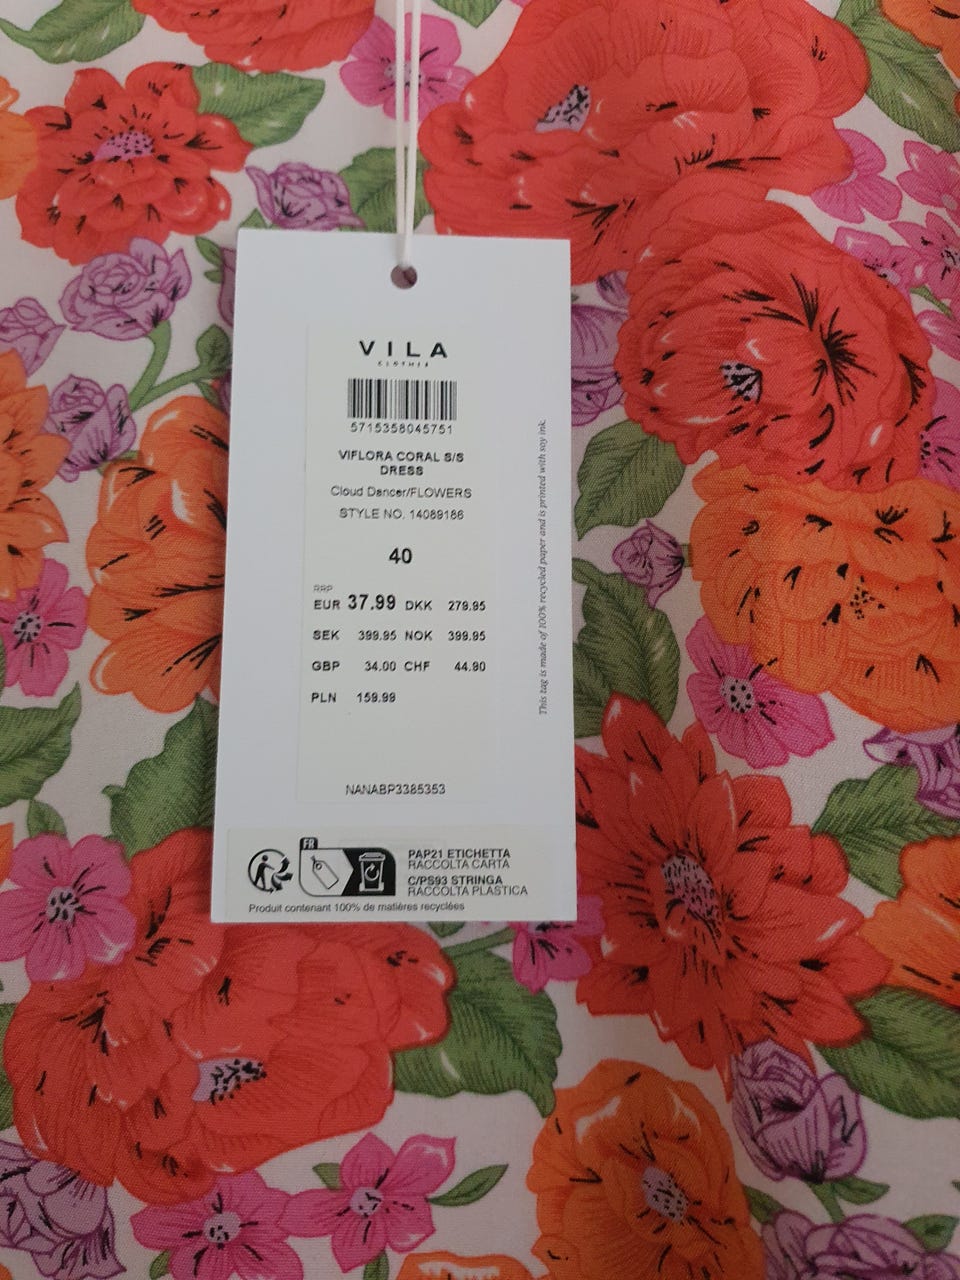 VILA
CLOTHES
5715358045751
VIFLORA CORAL S/S
DRESS
Cloud Dancer/FLOWERS
STYLE NO. 14089186
40
RRP
EUR 37.99 DKK 279.95
SEK 399.95 NOK 399.95
GBP 34.00 CHF 44.90
PLN 159.99
NANABP3385353
This tag is made of 100% recycled paper and is printed with soy ink.
FR
PAP21 ETICHETTA
RACCOLTA CARTA
C/PS93 STRINGA
RACCOLTA PLASTICA
Produit contenant 100% de matières recyclées